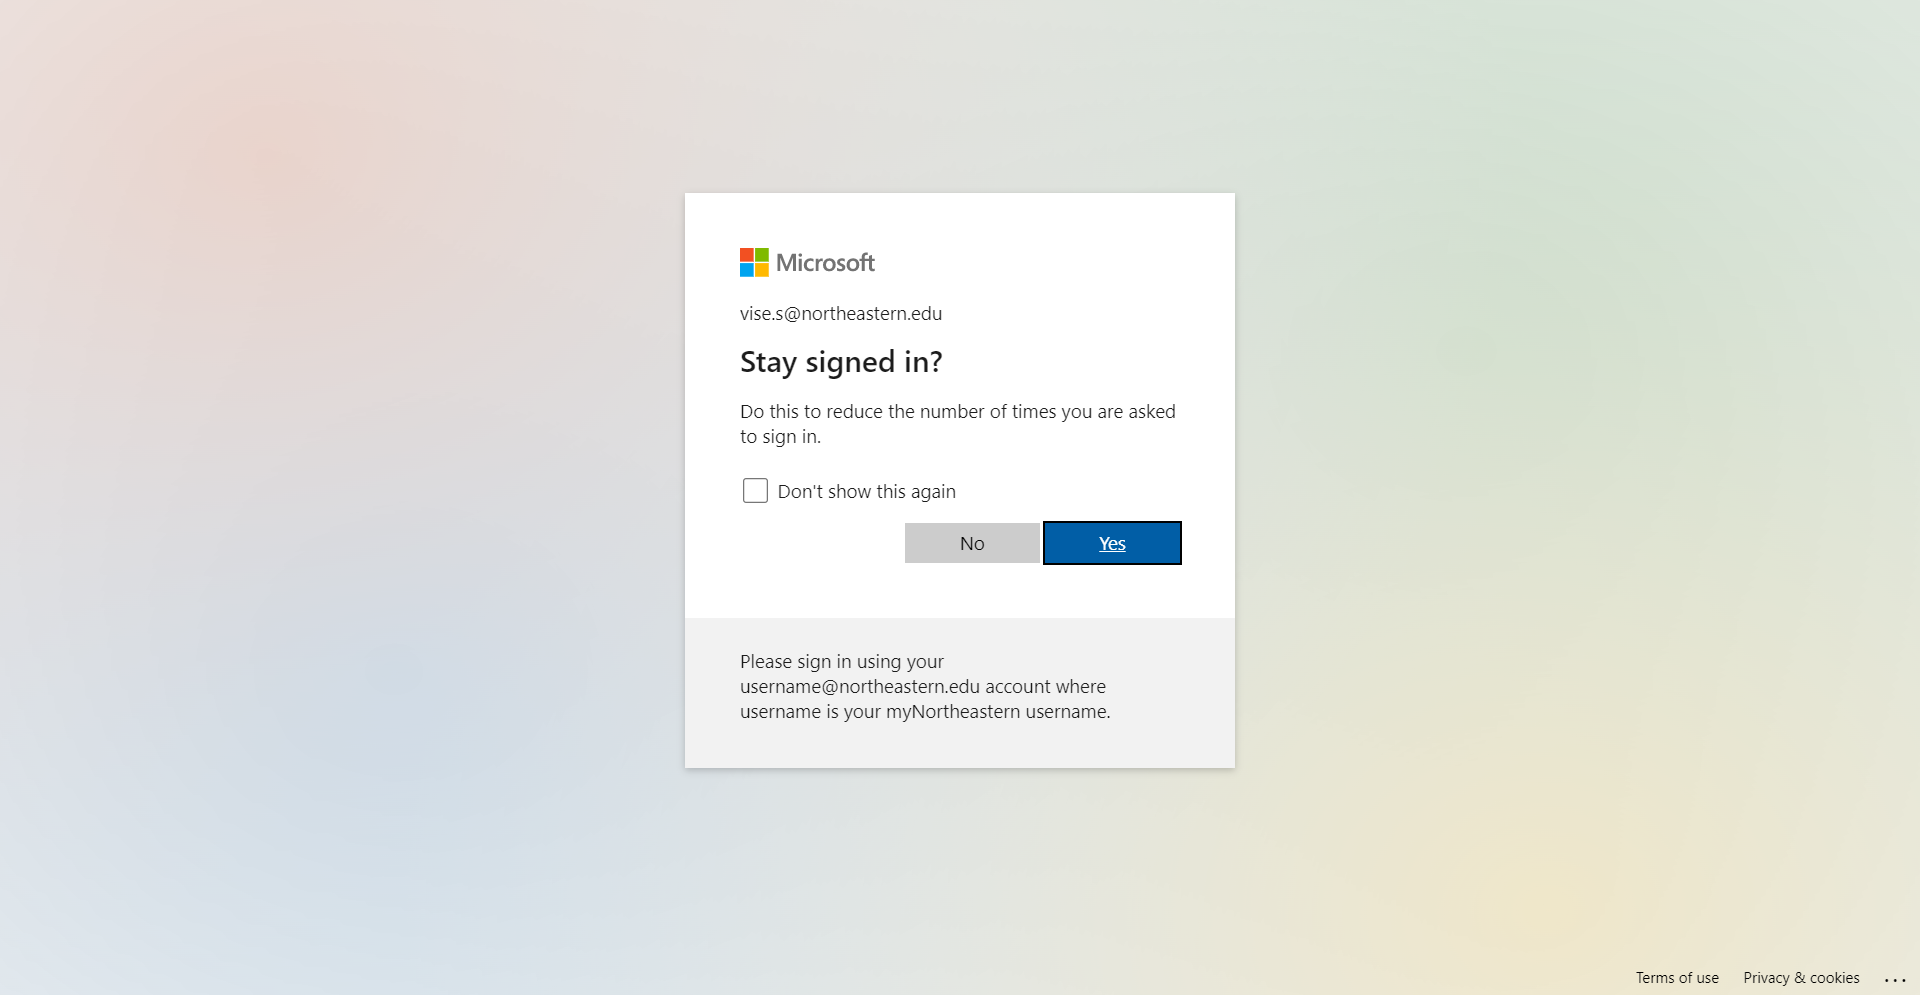 Microsoft
vise.s@northeastern.edu
Stay signed in?
Do this to reduce the number of times you are asked
to sign in.
Don't show this again
No
Yes
Please sign in using your
username@northeastern.edu account where
username is your myNortheastern username.
Terms of use
Privacy & cookies
...